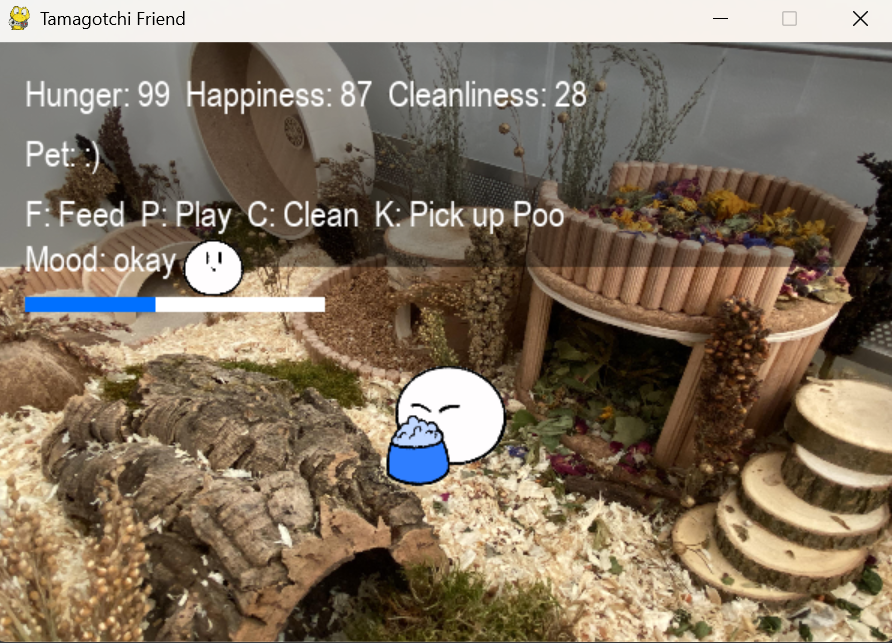 Tamagotchi Friend
Hunger: 99  Happiness: 87  Cleanliness: 28
Pet: :)
F: Feed  P: Play  C: Clean  K: Pick up Poo
Mood: okay